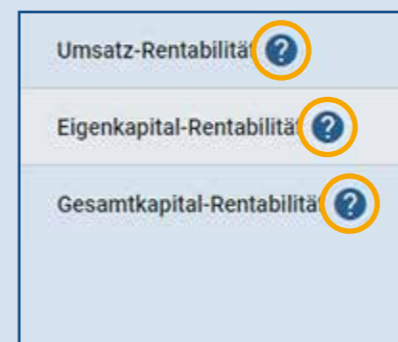 Umsatz-Rentabilität ?
Eigenkapital-Rentabilität ?
Gesamtkapital-Rentabilität ?